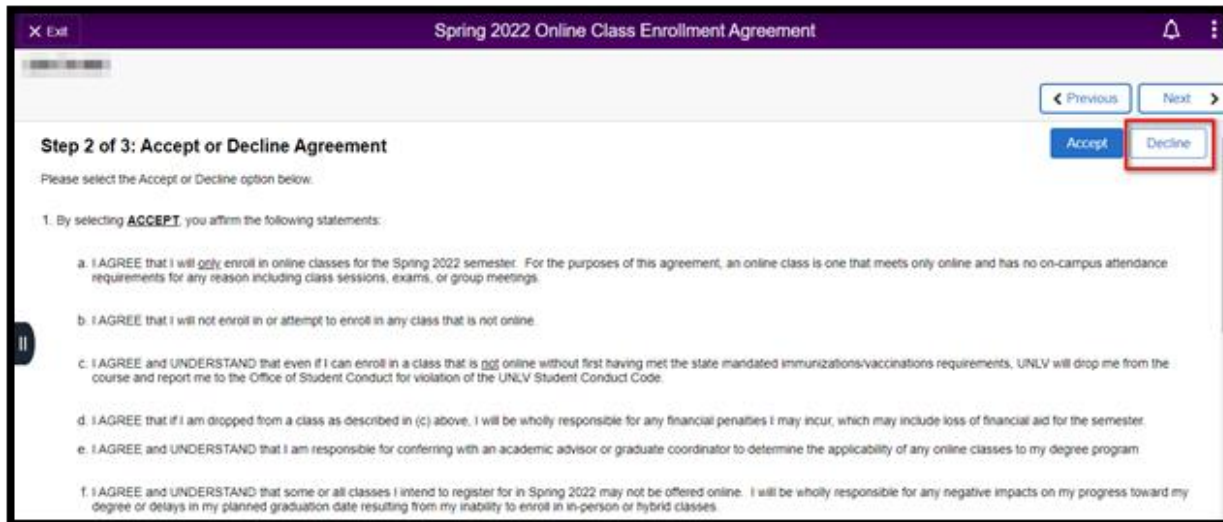 Exit
Spring 2022 Online Class Enrollment Agreement
Previous
Next
Step 2 of 3: Accept or Decline Agreement
Accept
Decline
Please select the Accept or Decline option below.
1. By selecting ACCEPT, you affirm the following statements:
a. I AGREE that I will only enroll in online classes for the Spring 2022 semester. For the purposes of this agreement, an online class is one that meets only online and has no on-campus attendance
requirements for any reason including class sessions, exams, or group meetings.
b. I AGREE that I will not enroll in or attempt to enroll in any class that is not online.
c. I AGREE and UNDERSTAND that even if I can enroll in a class that is not online without first having met the state mandated immunizations/vaccinations requirements, UNLV will drop me from the
course and report me to the Office of Student Conduct for violation of the UNLV Student Conduct Code.
d. I AGREE that if I am dropped from a class as described in (c) above, I will be wholly responsible for any financial penalties I may incur, which may include loss of financial aid for the semester.
e. I AGREE and UNDERSTAND that I am responsible for conferring with an academic advisor or graduate coordinator to determine the applicability of any online classes to my degree program
f. I AGREE and UNDERSTAND that some or all classes I intend to register for in Spring 2022 may not be offered online. I will be wholly responsible for any negative impacts on my progress toward my
degree or delays in my planned graduation date resulting from my inability to enroll in in-person or hybrid classes.